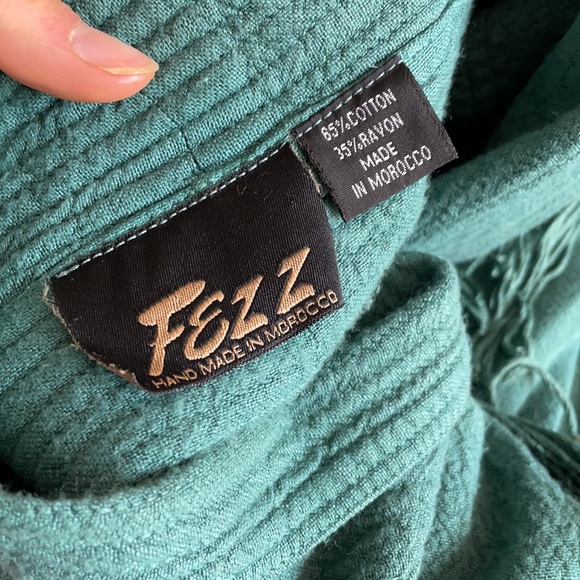 FEZZ
HAND MADE IN MOROCCO
65%COTTON
35%RAYON
MADE
IN MOROCCO